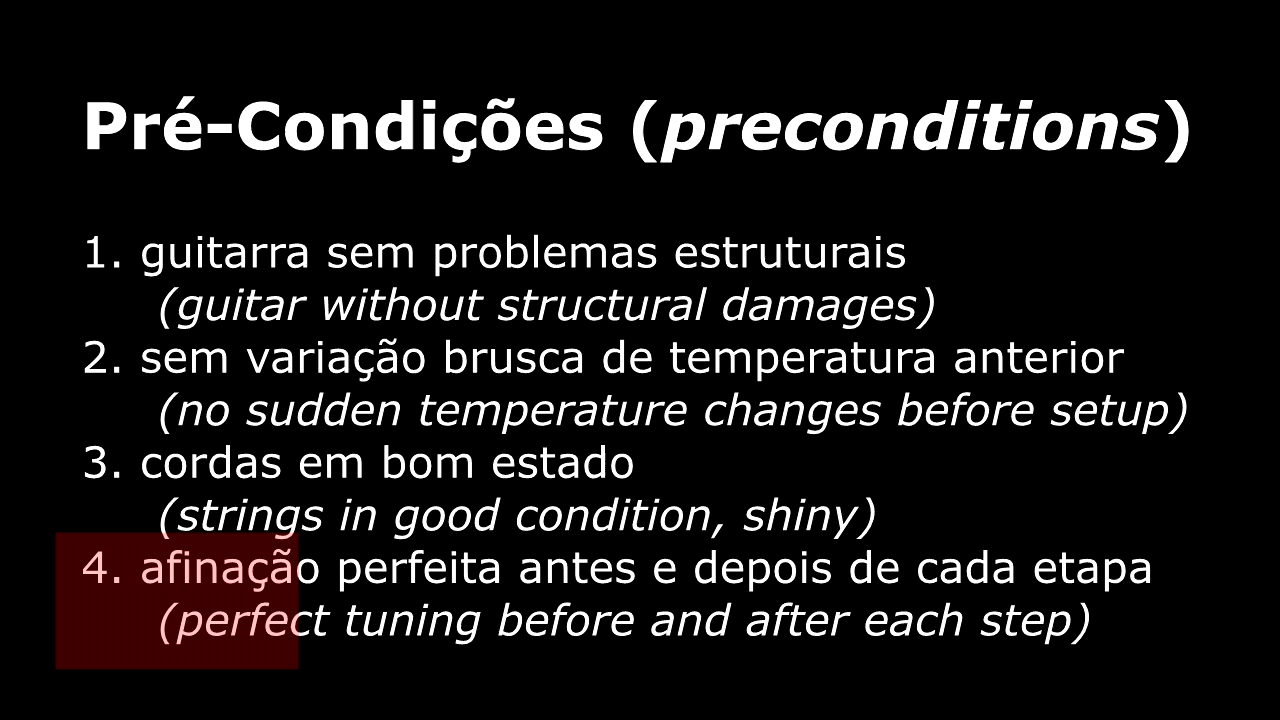 Pré-Condições (preconditions)
1. guitarra sem problemas estruturais
(guitar without structural damages)
2. sem variação brusca de temperatura anterior
(no sudden temperature changes before setup)
3. cordas em bom estado
(strings in good condition, shiny)
4. afinação perfeita antes e depois de cada etapa
(perfect tuning before and after each step)